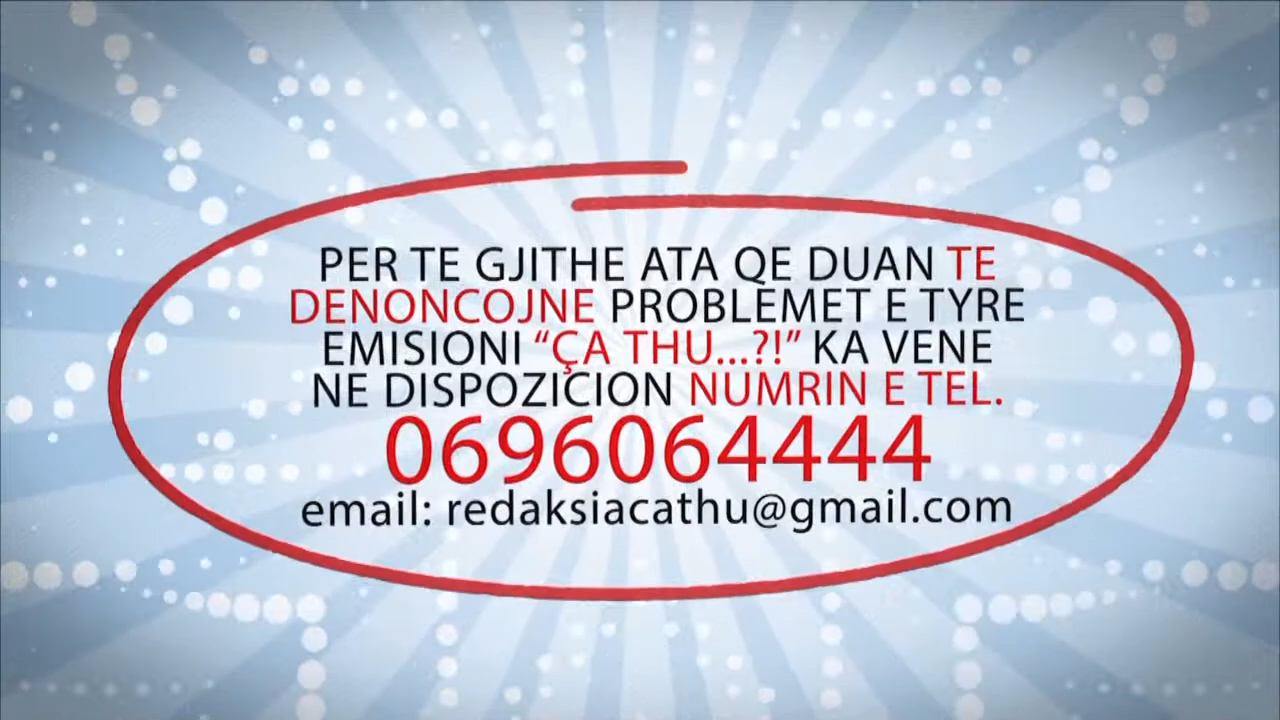 PER TE GJITHE ATA QE DUAN TE
DENONCOJNE PROBLEMET E TYRE
EMISIONI “ÇA THU...?!” KA VENE
NE DISPOZICION NUMRIN E TEL.
0696064444
email: redaksiacathu@gmail.com